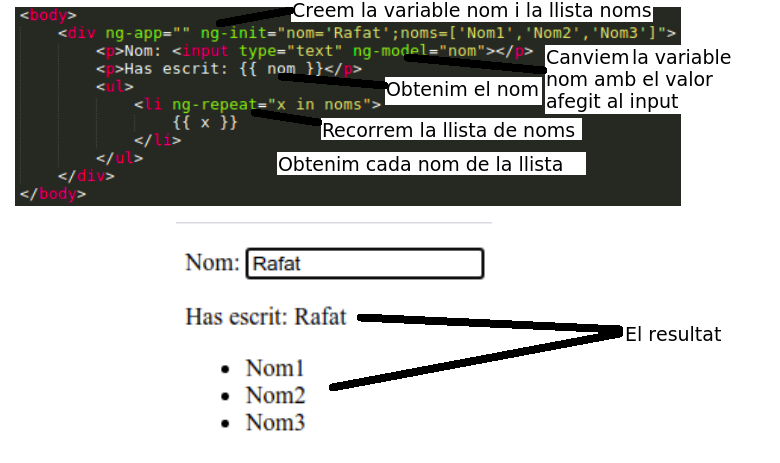 Creem la variable nom i la llista noms
<body>
<div ng-app="" ng-init="nom='Rafat';noms=['Nom1','Nom2','Nom3']">
<p>Nom: <input type="text" ng-model="nom"></p>
Canviem la variable
nom amb el valor
afegit al input
<p>Has escrit: {{ nom }}</p>
Obtenim el nom
<ul>
<li ng-repeat="x in noms">
Recorrem la llista de noms
{{ x }}
</li>
Obtenim cada nom de la llista
</ul>
</div>
</body>
Nom: Rafat
Has escrit: Rafat
El resultat
• Nom1
• Nom2
• Nom3